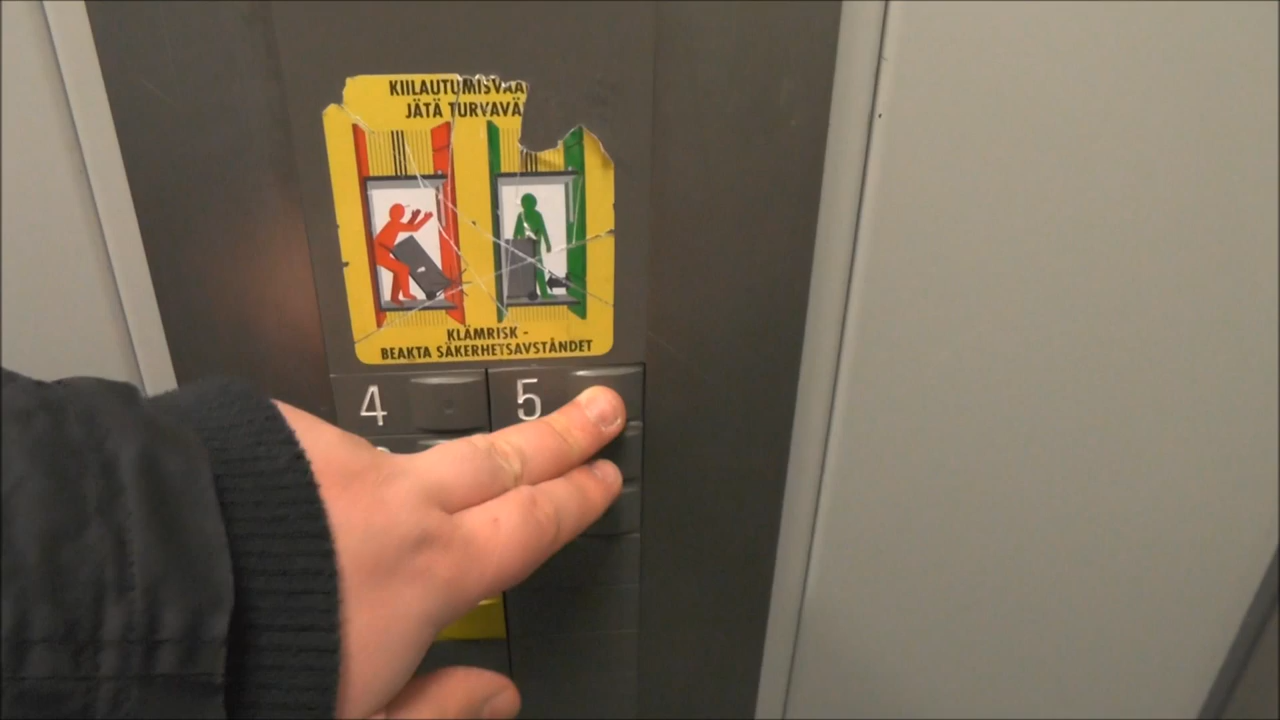 KIILAUTUMISVAA
JÄTÄ TURVAVÄ
KLÄMRISK -
BEAKTA SÄKERHETSAVSTÅNDET
4 5